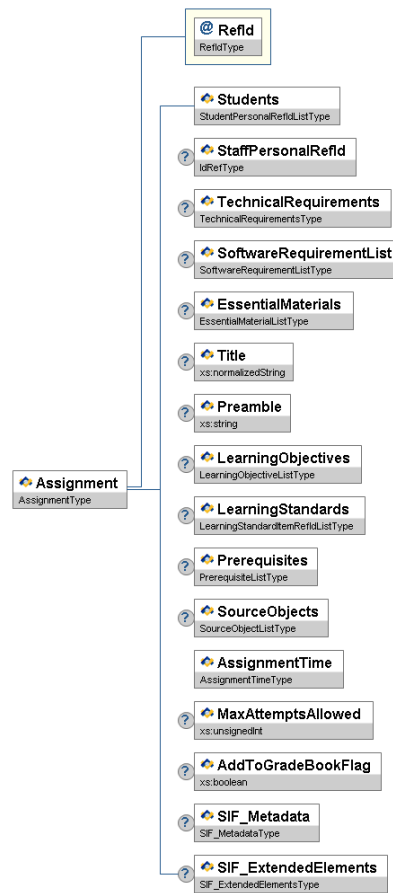 @ RefId
RefIdType
Students
StudentPersonalRefIdListType
? StaffPersonalRefId
IdRefType
? TechnicalRequirements
TechnicalRequirementsType
? SoftwareRequirementList
SoftwareRequirementListType
? EssentialMaterials
EssentialMaterialListType
? Title
xs:normalizedString
? Preamble
xs:string
? LearningObjectives
LearningObjectiveListType
Assignment
AssignmentType
? LearningStandards
LearningStandardItemRefIdListType
? Prerequisites
PrerequisiteListType
? SourceObjects
SourceObjectListType
AssignmentTime
AssignmentTimeType
? MaxAttemptsAllowed
xs:unsignedInt
? AddToGradeBookFlag
xs:boolean
? SIF_Metadata
SIF_MetadataType
? SIF_ExtendedElements
SIF_ExtendedElementsType